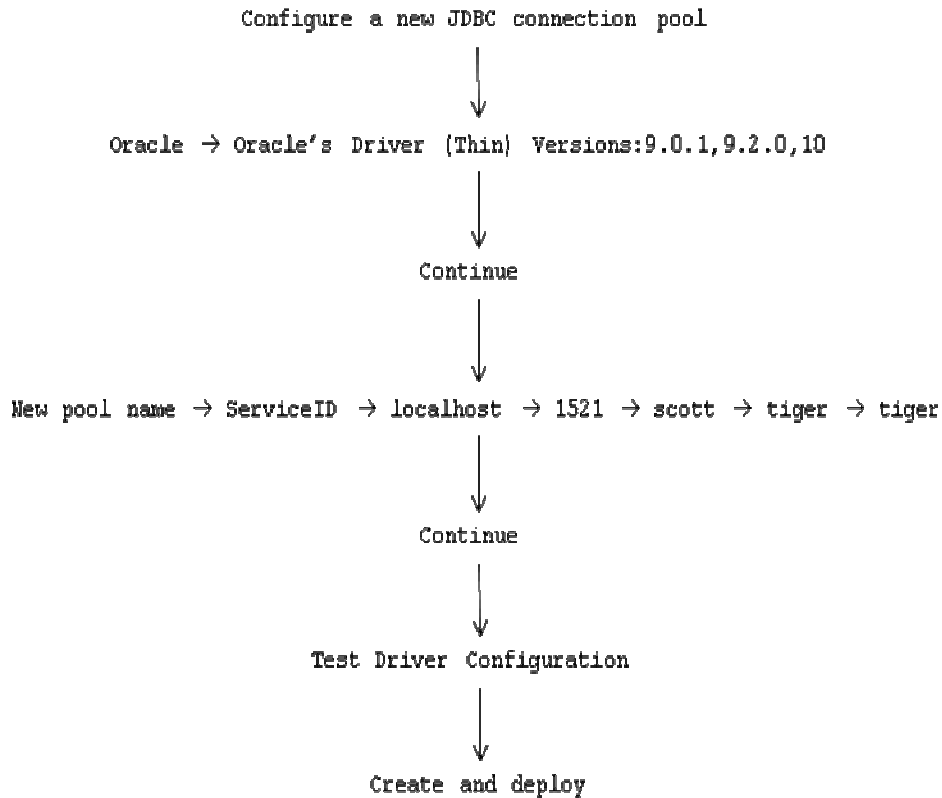 Configure a new JDBC connection pool
Oracle → Oracle's Driver (Thin) Versions:9.0.1,9.2.0,10
Continue
New pool name → ServiceID → localhost → 1521 → scott → tiger → tiger
Continue
Test Driver Configuration
Create and deploy